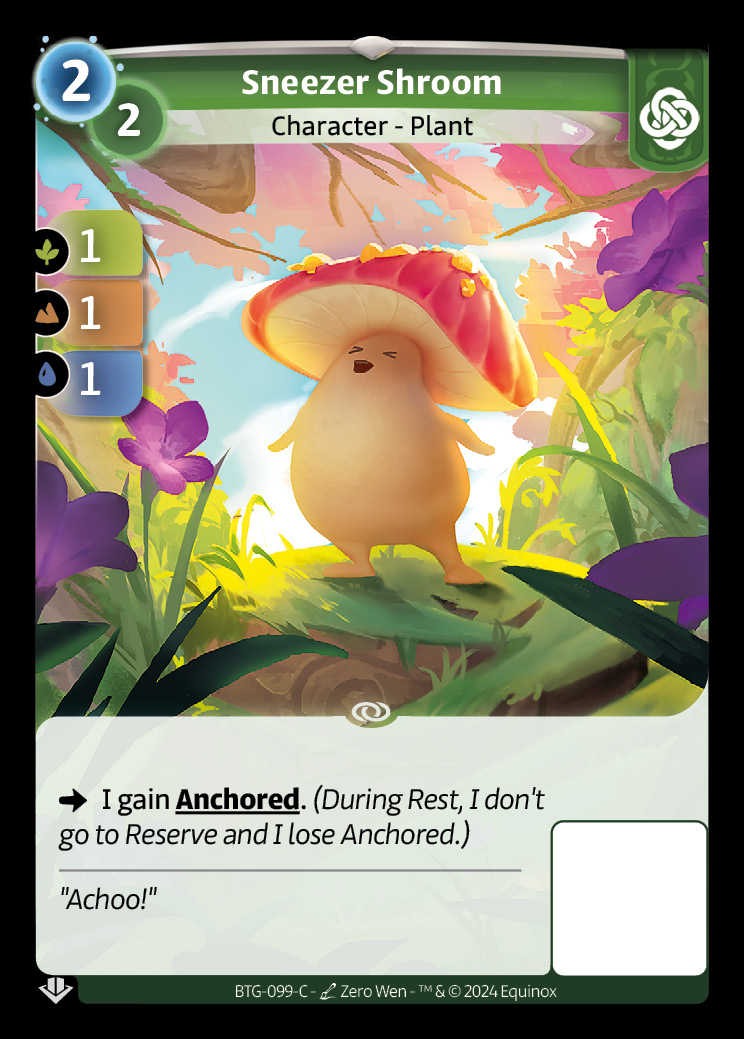 2
Sneezer Shroom
2
Character - Plant
1
1
1
I gain Anchored. (During Rest, I don't
go to Reserve and I lose Anchored.)
"Achoo!"
BTG-099-C - Zero Wen - ™ & © 2024 Equinox